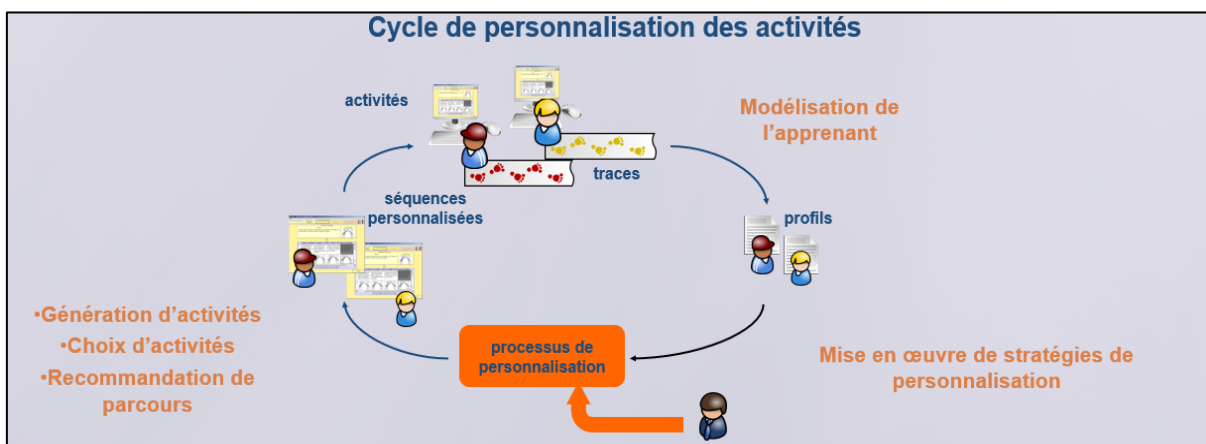 Cycle de personnalisation des activités
activités
Modélisation de
l'apprenant
traces
séquences
personnalisées
profils
•Génération d'activités
•Choix d'activités
•Recommandation de
parcours
processus de
personnalisation
Mise en œuvre de stratégies de
personnalisation